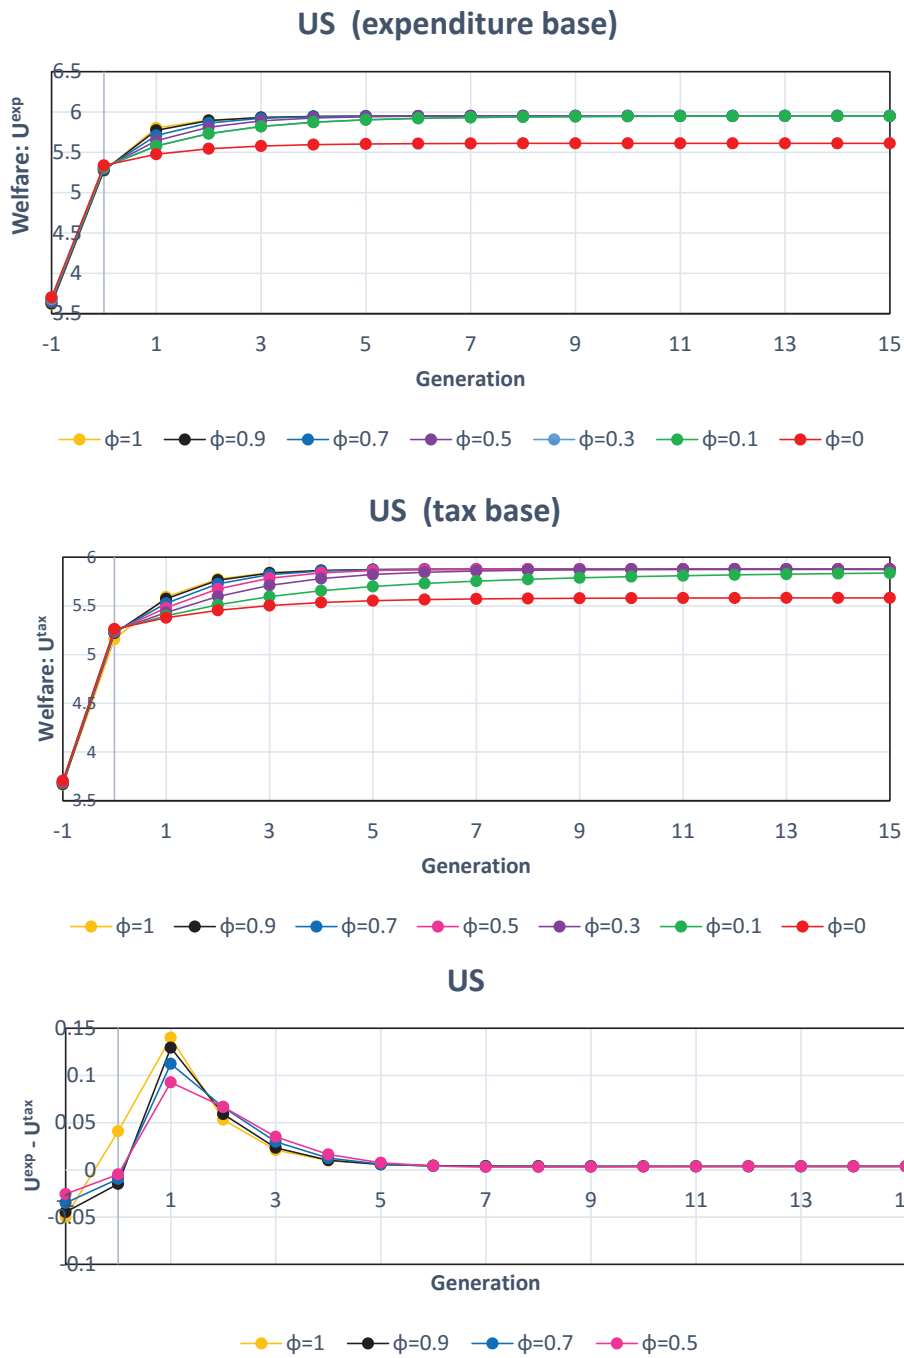 US (expenditure base)
6.5
6
5.5
5
4.5
4
3.5
Welfare: U^exp
-1 1 3 5 7 9 11 13 15
Generation
ϕ=1 ϕ=0.9 ϕ=0.7 ϕ=0.5 ϕ=0.3 ϕ=0.1 ϕ=0
US (tax base)
6
5.5
5
4.5
4
3.5
Welfare: U^tax
-1 1 3 5 7 9 11 13 15
Generation
ϕ=1 ϕ=0.9 ϕ=0.7 ϕ=0.5 ϕ=0.3 ϕ=0.1 ϕ=0
US
0.15
0.1
0.05
0
-0.05
-0.1
U^exp - U^tax
1 3 5 7 9 11 13
Generation
ϕ=1 ϕ=0.9 ϕ=0.7 ϕ=0.5